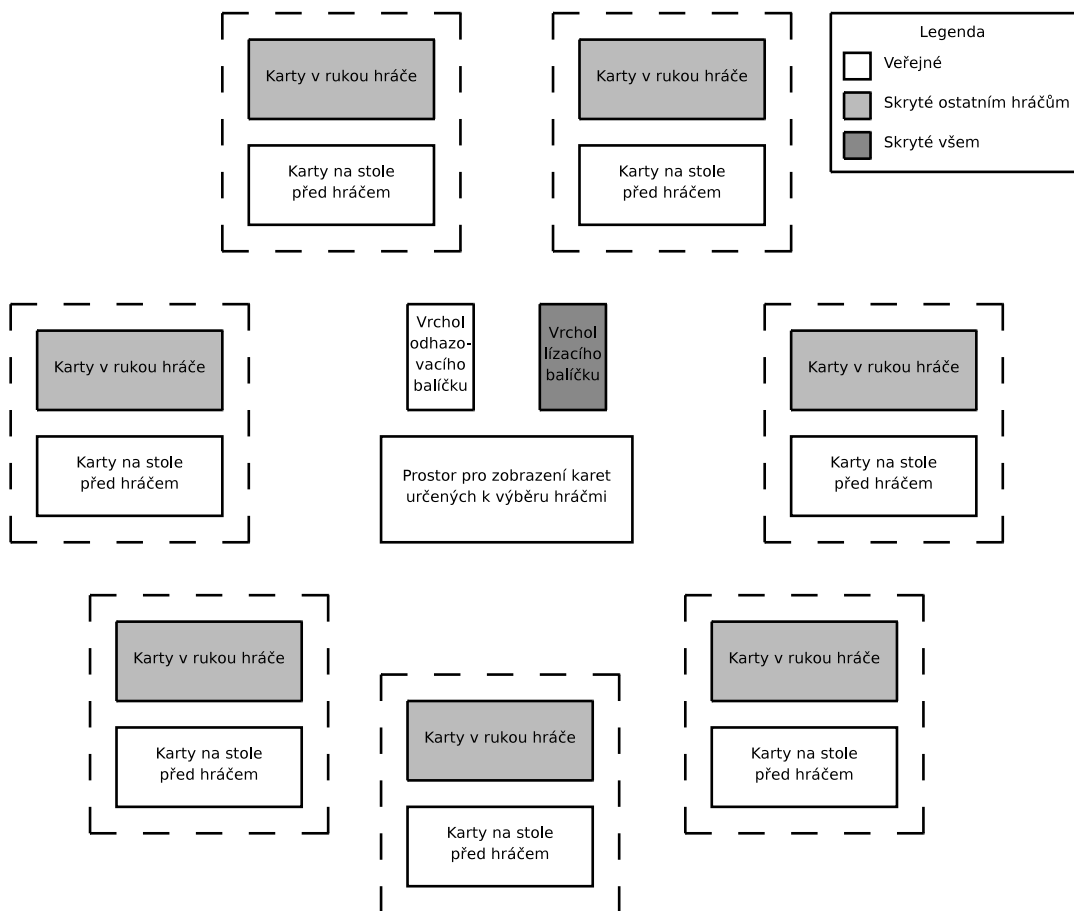 Karty v rukou hráče
Karty na stole
před hráčem
Karty v rukou hráče
Karty na stole
před hráčem
Legenda
Veřejné
Skryté ostatním hráčům
Skryté všem
Karty v rukou hráče
Karty na stole
před hráčem
Vrchol
odhazo-
vacího
balíčku
Vrchol
lízacího
balíčku
Prostor pro zobrazení karet
určených k výběru hráčmi
Karty v rukou hráče
Karty na stole
před hráčem
Karty v rukou hráče
Karty na stole
před hráčem
Karty v rukou hráče
Karty na stole
před hráčem
Karty v rukou hráče
Karty na stole
před hráčem